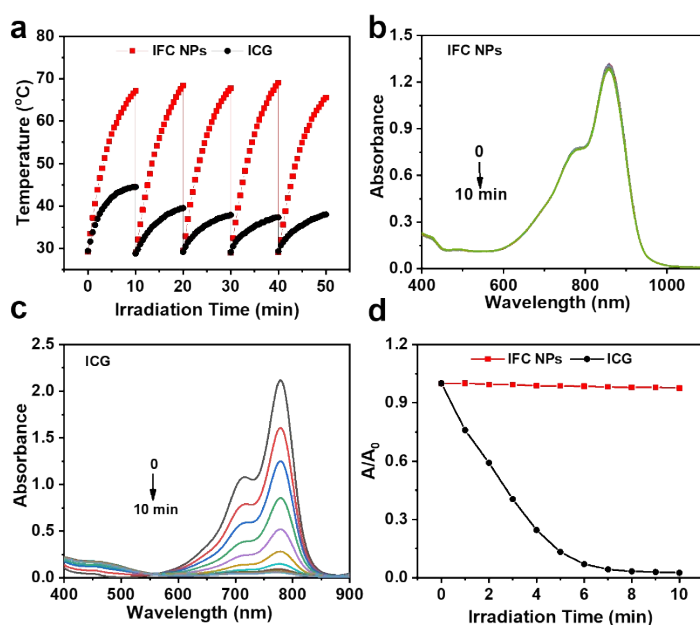 a
IFC NPs
ICG
80
70
60
50
40
30
Temperature (°C)
0
10
20
30
40
50
Irradiation Time (min)
b
IFC NPs
1.5
1.2
0.9
0.6
0.3
0.0
Absorbance
0
10 min
400
600
800
1000
Wavelength (nm)
c
ICG
2.5
2.0
1.5
1.0
0.5
0.0
Absorbance
0
10 min
400
500
600
700
800
900
Wavelength (nm)
d
IFC NPs
ICG
1.2
0.9
0.6
0.3
0.0
A/A₀
0
2
4
6
8
10
Irradiation Time (min)